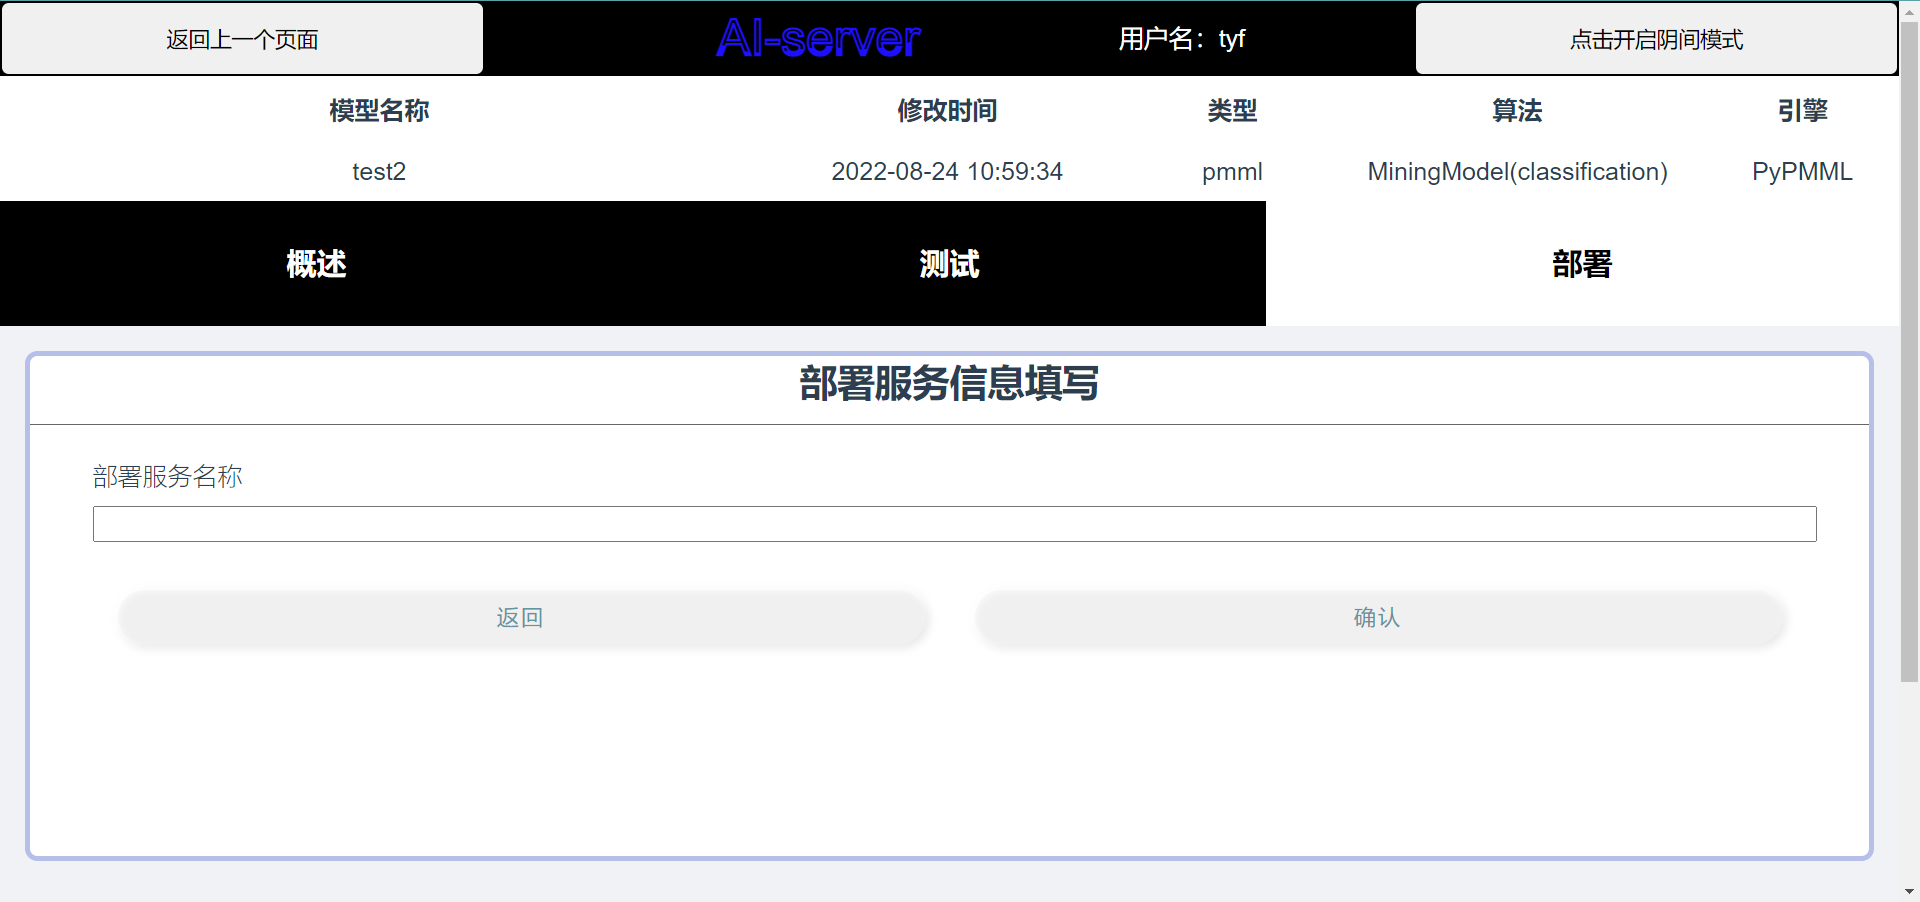 返回上一个页面 AI-server 用户名：tyf 点击开启阴间模式
模型名称 修改时间 类型 算法 引擎
test2 2022-08-24 10:59:34 pmml MiningModel(classification) PyPMML
概述 测试 部署
部署服务信息填写
部署服务名称
返回 确认